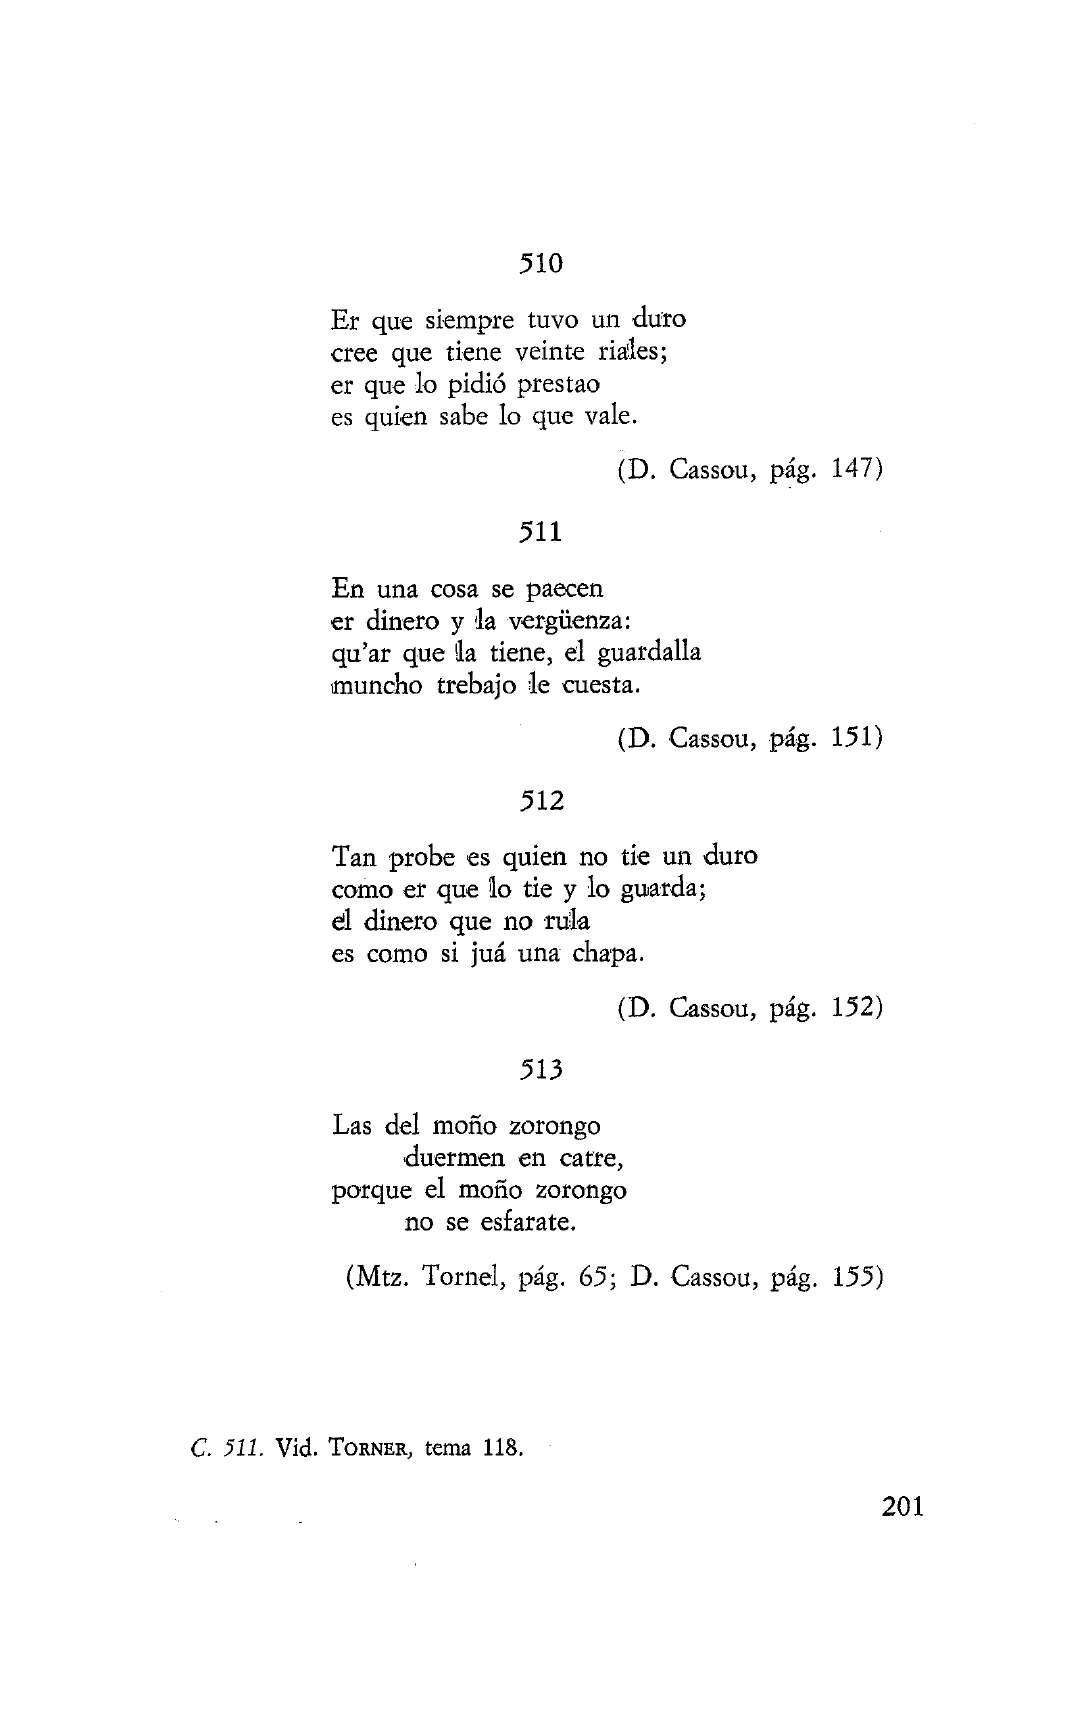 510
Er que siempre tuvo un duro
cree que tiene veinte riales;
er que lo pidió prestao
es quien sabe lo que vale.
(D. Cassou, pág. 147)
511
En una cosa se paecen
er dinero y la vergüenza:
qu'ar que la tiene, el guardalla
muncho trebajo le cuesta.
(D. Cassou, pág. 151)
512
Tan probe es quien no tie un duro
como er que lo tie y lo guarda;
el dinero que no rula
es como si juá una chapa.
(D. Cassou, pág. 152)
513
Las del moño zorongo
duermen en catre,
porque el moño zorongo
no se esfarate.
(Mtz. Tornel, pág. 65; D. Cassou, pág. 155)
C. 511. Vid. TORNER, tema 118.
201